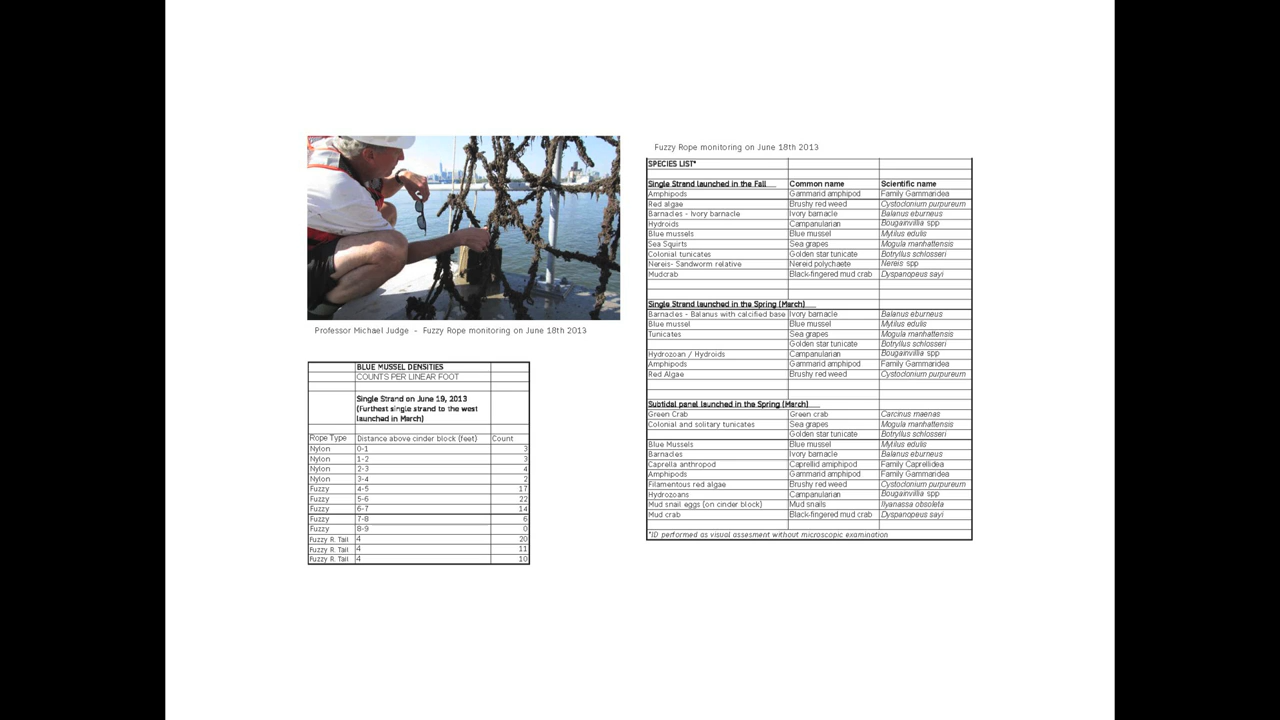 Professor Michael Judge - Fuzzy Rope monitoring on June 18th 2013
BLUE MUSSEL DENSITIES
COUNTS PER LINEAR FOOT
Single Strand on June 19, 2013
(Furthest single strand to the west
launched in March)
Rope Type Distance above cinder block (feet) Count
Nylon 0-1 3
Nylon 1-2 3
Nylon 2-3 4
Nylon 3-4 2
Fuzzy 4-5 17
Fuzzy 5-6 22
Fuzzy 6-7 14
Fuzzy 7-8 6
Fuzzy 8-9 0
Fuzzy R. Tail 4 20
Fuzzy R. Tail 4 11
Fuzzy R. Tail 4 10
Fuzzy Rope monitoring on June 18th 2013
SPECIES LIST*
Single Strand launched in the Fall Common name Scientific name
Amphipods Gammarid amphipod Family Gammaridea
Red algae Brushy red weed Cystoclonium purpureum
Barnacles - Ivory barnacle Ivory barnacle Balanus eburneus
Hydroids Campanularian Bougainvillia spp
Blue mussels Blue mussel Mytilus edulis
Sea Squirts Sea grapes Mogula manhattensis
Colonial tunicates Golden star tunicate Botryllus schlosseri
Nereis- Sandworm relative Nereid polychaete Nereis spp
Mudcrab Black-fingered mud crab Dyspanopeus sayi
Single Strand launched in the Spring (March)
Barnacles - Balanus with calcified base Ivory barnacle Balanus eburneus
Blue mussel Blue mussel Mytilus edulis
Tunicates Sea grapes Mogula manhattensis
Golden star tunicate Botryllus schlosseri
Hydrozoan / Hydroids Campanularian Bougainvillia spp
Amphipods Gammarid amphipod Family Gammaridea
Red Algae Brushy red weed Cystoclonium purpureum
Subtidal panel launched in the Spring (March)
Green Crab Green crab Carcinus maenas
Colonial and solitary tunicates Sea grapes Mogula manhattensis
Golden star tunicate Botryllus schlosseri
Blue Mussels Blue mussel Mytilus edulis
Barnacles Ivory barnacle Balanus eburneus
Caprella anthropod Caprellid amiphipod Family Caprellidea
Amphipods Gammarid amphipod Family Gammaridea
Filamentous red algae Brushy red weed Cystoclonium purpureum
Hydrozoans Campanularian Bougainvillia spp
Mud snail eggs (on cinder block) Mud snails Ilyanassa obsoleta
Mud crab Black-fingered mud crab Dyspanopeus sayi
*ID performed as visual assesment without microscopic examination